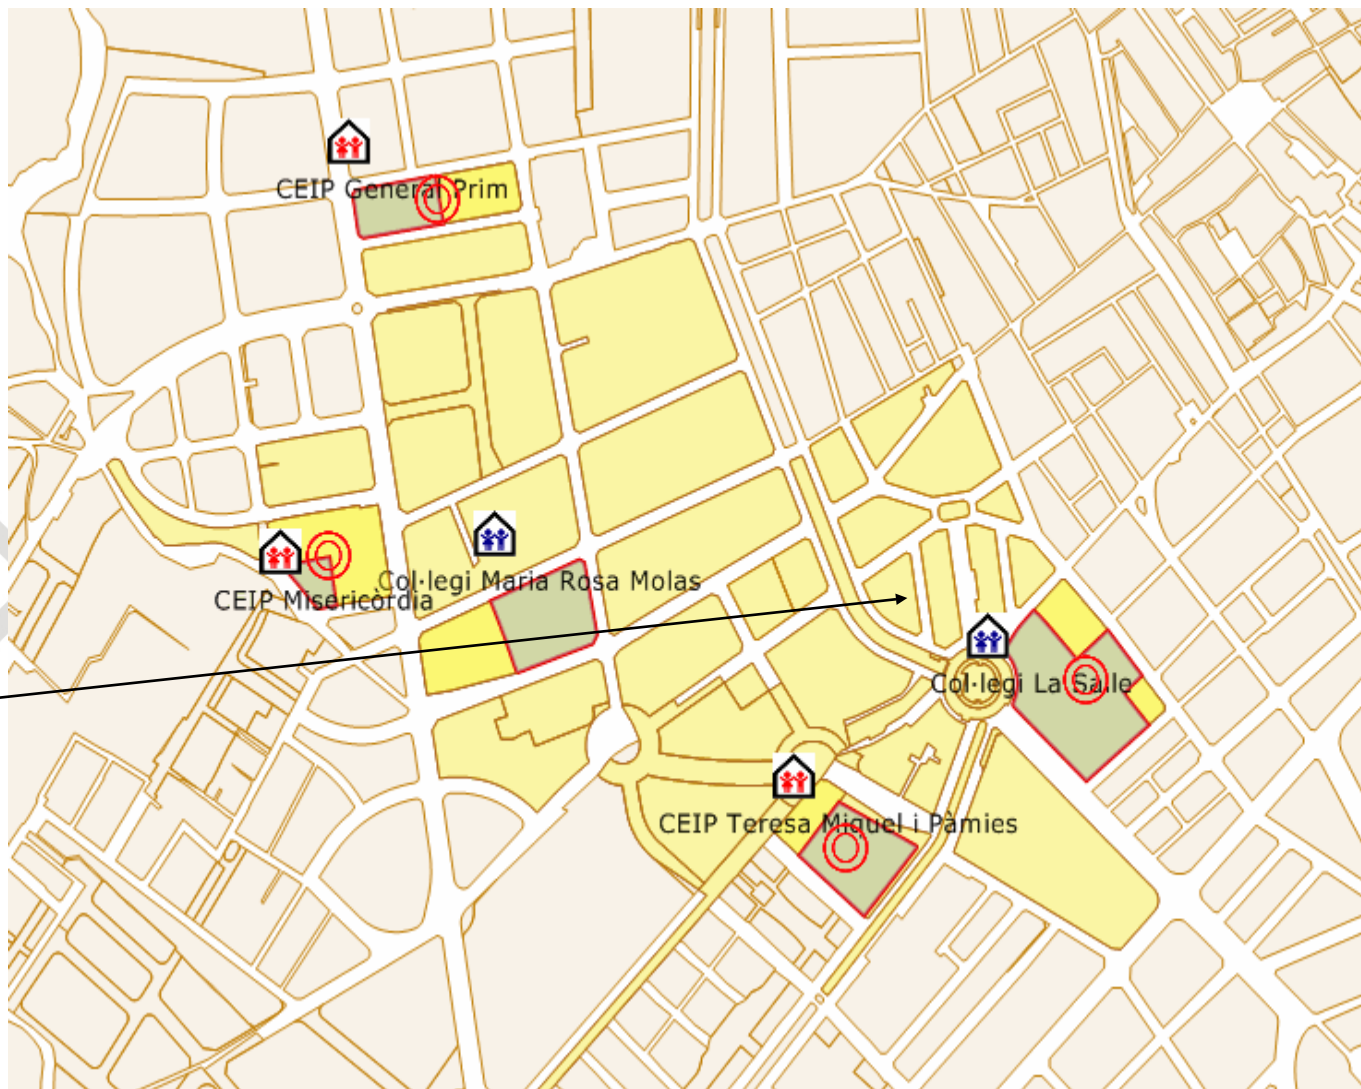 CEIP General Prim
Col·legi Maria Rosa Molas
CEIP Misericòrdia
Col·legi La Salle
CEIP Teresa Miquel i Pàmies